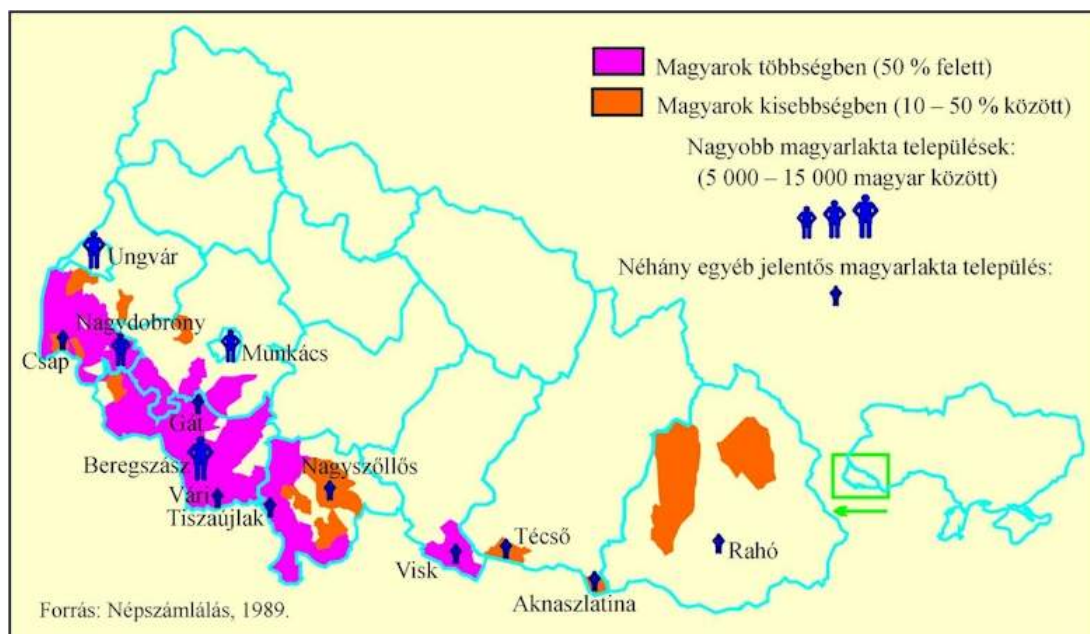 Magyarok többségben (50 % felett)
Magyarok kisebbségben (10 – 50 % között)
Nagyobb magyarlakta települések:
(5 000 – 15 000 magyar között)
Néhány egyéb jelentős magyarlakta település:
Ungvár
Nagydobrony
Csap
Munkács
Gát
Beregszász
Nagyszőllős
Vári
Tiszaújlak
Técső
Visk
Rahó
Aknaszlatina
Forrás: Népszámlálás, 1989.